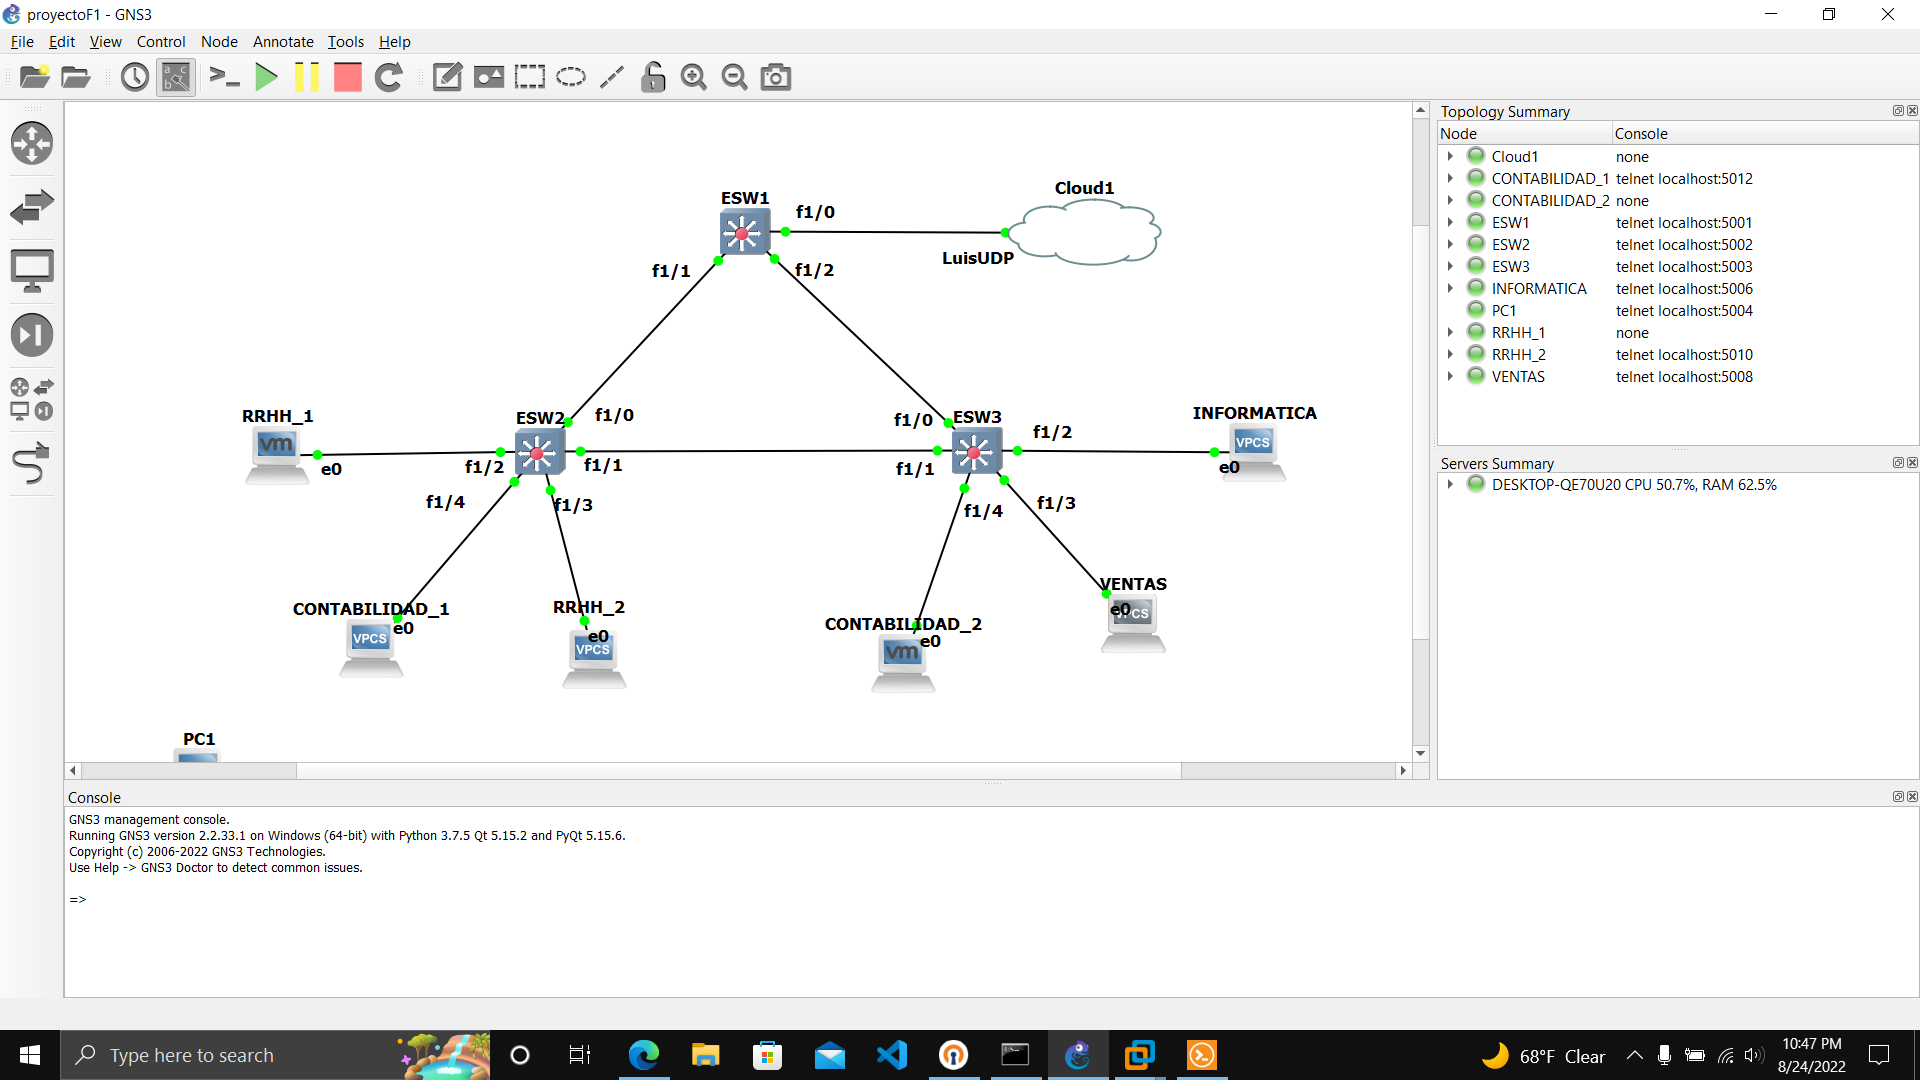 proyectoF1 - GNS3
File Edit View Control Node Annotate Tools Help
Topology Summary
Node Console
Cloud1 none
CONTABILIDAD_1 telnet localhost:5012
CONTABILIDAD_2 none
ESW1 telnet localhost:5001
ESW2 telnet localhost:5002
ESW3 telnet localhost:5003
INFORMATICA telnet localhost:5006
PC1 telnet localhost:5004
RRHH_1 none
RRHH_2 telnet localhost:5010
VENTAS telnet localhost:5008
Servers Summary
DESKTOP-QE70U20 CPU 50.7%, RAM 62.5%
Cloud1
ESW1
f1/0
LuisUDP
f1/1
f1/2
RRHH_1
vm
e0
ESW2
f1/0
f1/2
f1/1
f1/4
f1/3
f1/0
ESW3
f1/2
f1/1
f1/4
f1/3
INFORMATICA
VPCS
e0
CONTABILIDAD_1
VPCS
e0
RRHH_2
e0
VPCS
CONTABILIDAD_2
vm
e0
VENTAS
e0
VPCS
PC1
Console
GNS3 management console.
Running GNS3 version 2.2.33.1 on Windows (64-bit) with Python 3.7.5 Qt 5.15.2 and PyQt 5.15.6.
Copyright (c) 2006-2022 GNS3 Technologies.
Use Help -> GNS3 Doctor to detect common issues.
=>
Type here to search
68°F Clear
10:47 PM
8/24/2022